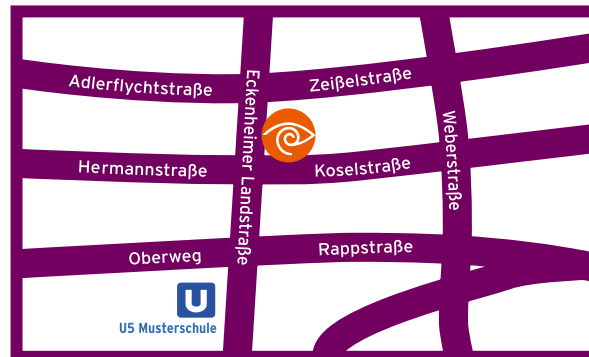 Adlerflychtstraße
Zeißelstraße
Eckenheimer Landstraße
Weberstraße
Hermannstraße
Koselstraße
Oberweg
Rappstraße
U
U5 Musterschule